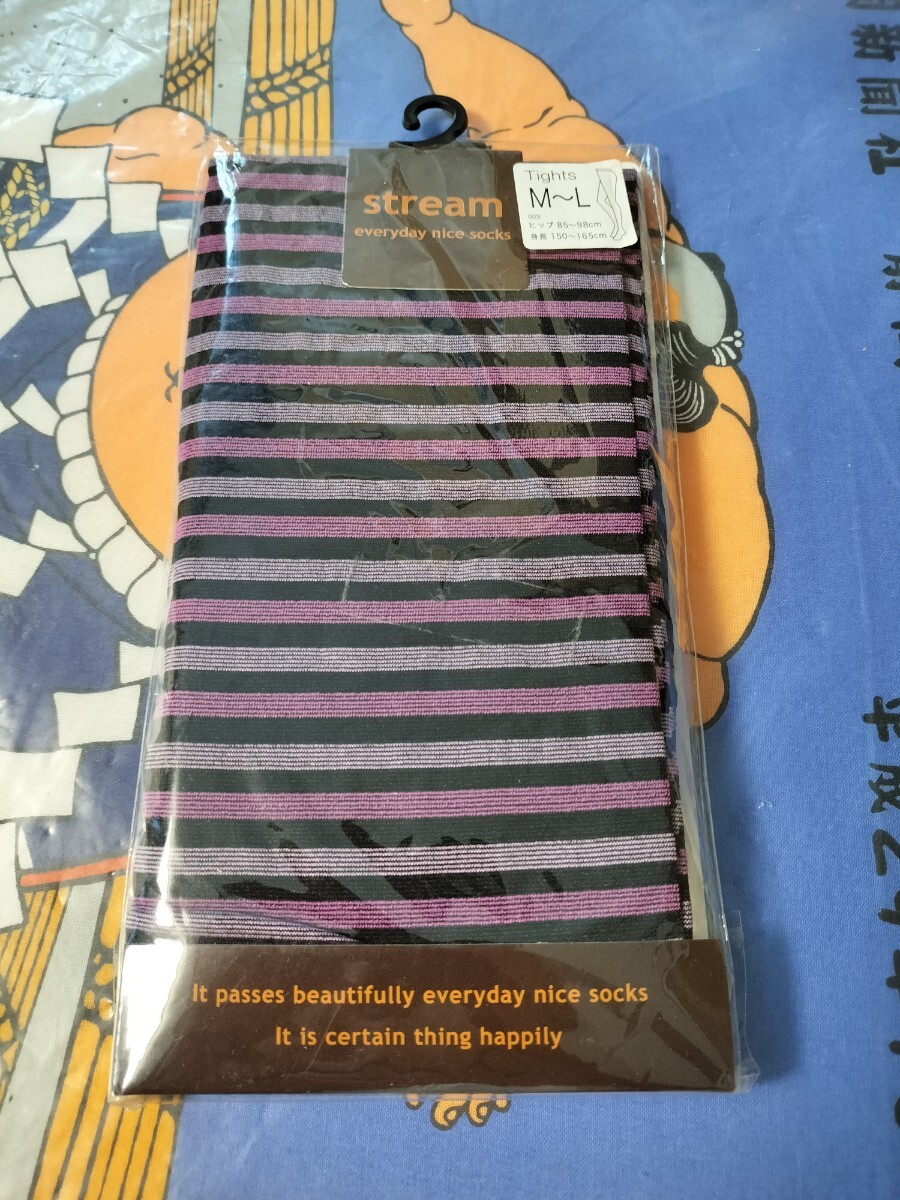 stream
everyday nice socks
Tights
M～L
SIZE
ヒップ 85～98cm
身長 150～165cm
It passes beautifully everyday nice socks
It is certain thing happily